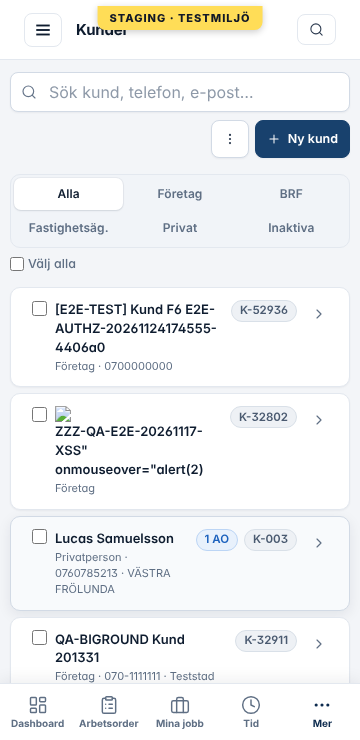 STAGING · TESTMILJÖ
Kunder
Sök kund, telefon, e-post...
Ny kund
Alla
Företag
BRF
Fastighetsäg.
Privat
Inaktiva
Välj alla
[E2E-TEST] Kund F6 E2E-
AUTHZ-20261124174555-
4406a0
K-52936
Företag · 0700000000
ZZZ-QA-E2E-20261117-
XSS"
onmouseover="alert(2)
K-32802
Företag
Lucas Samuelsson
1 AO
K-003
Privatperson ·
0760785213 · VÄSTRA
FRÖLUNDA
QA-BIGROUND Kund
201331
K-32911
Företag · 070-1111111 · Teststad
Dashboard
Arbetsorder
Mina jobb
Tid
Mer